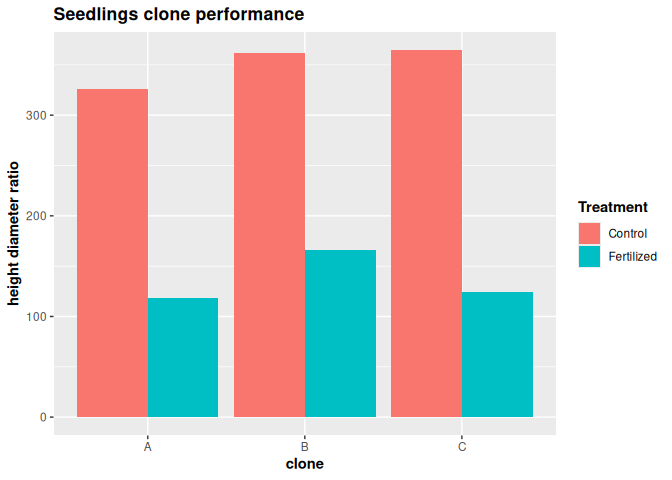 Seedlings clone performance
height diameter ratio
300
200
100
0
A B C
clone
Treatment
Control
Fertilized